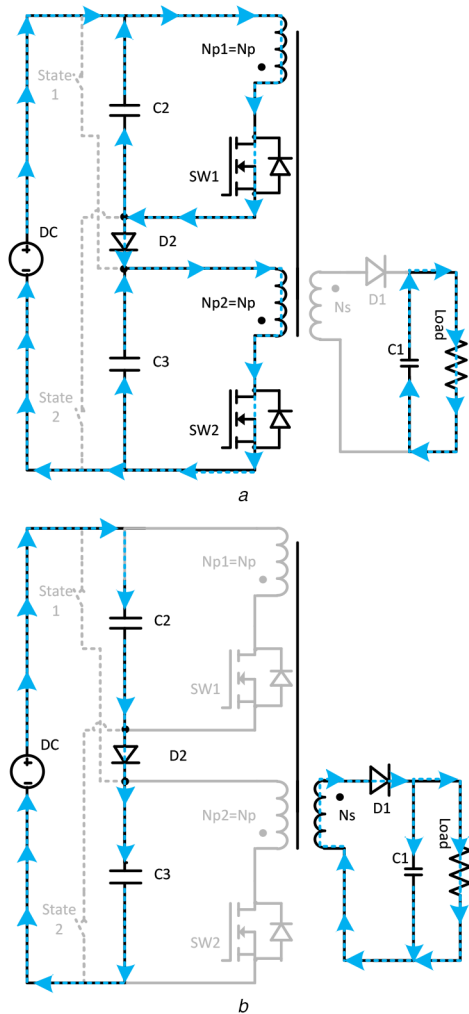 State
1
Np1=Np
C2
SW1
DC
+
-
D2
Np2=Np
Ns
D1
C1
Load
C3
State
2
SW2
a
State
1
Np1=Np
C2
SW1
DC
+
-
D2
Np2=Np
Ns
D1
C1
Load
C3
State
2
SW2
b